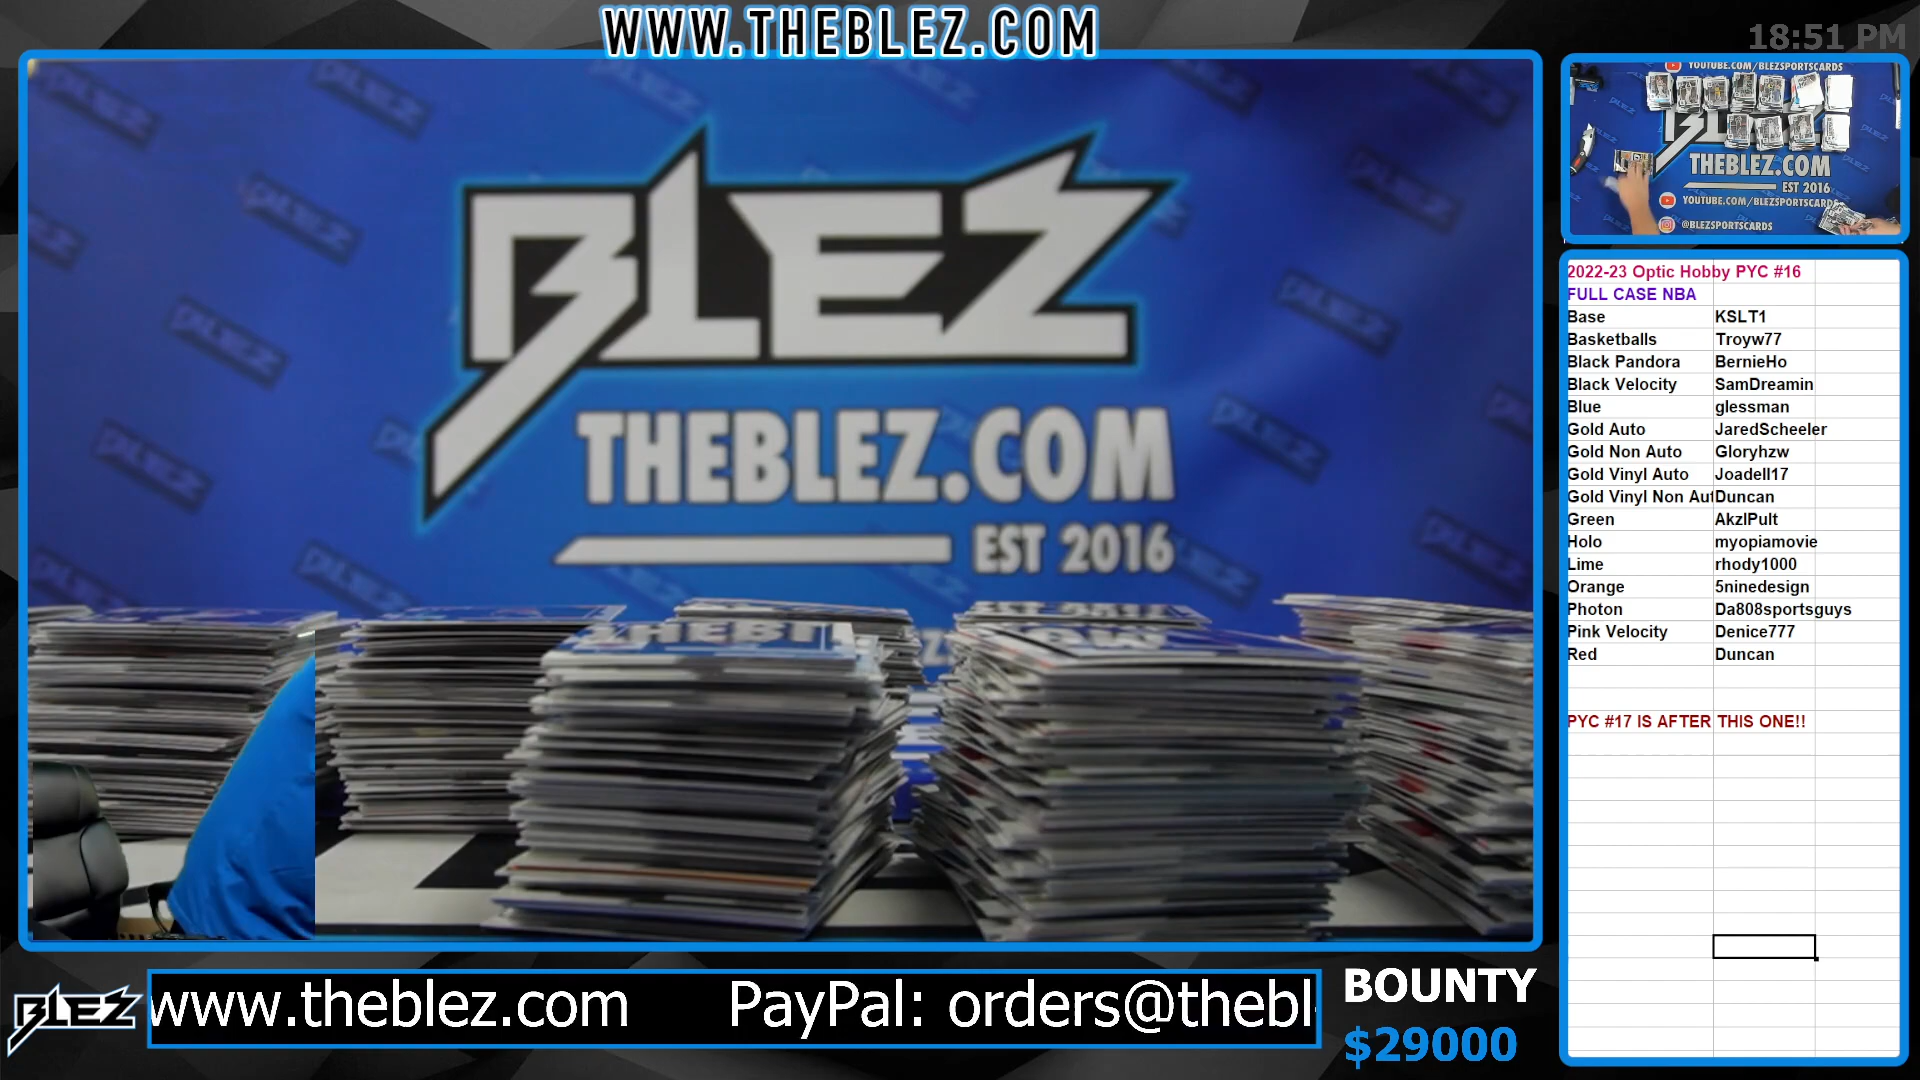 WWW.THEBLEZ.COM
18:51 PM
BLEZ
THEBLEZ.COM
EST 2016
YOUTUBE.COM/BLEZSPORTSCARDS
THEBLEZ.COM
EST 2016
YOUTUBE.COM/BLEZSPORTSCARDS
@BLEZSPORTSCARDS
2022-23 Optic Hobby PYC #16
FULL CASE NBA
Base KSLT1
Basketballs Troyw77
Black Pandora BernieHo
Black Velocity SamDreamin
Blue glessman
Gold Auto JaredScheeler
Gold Non Auto Gloryhzw
Gold Vinyl Auto Joadell17
Gold Vinyl Non Aut Duncan
Green
Holo myopiamovie
Lime rhody1000
Orange 5ninedesign
Photon Da808sportsguys
Pink Velocity Denice777
Red Duncan
PYC #17 IS AFTER THIS ONE!!
BLEZ
www.theblez.com PayPal: orders@thebl
BOUNTY
$29000